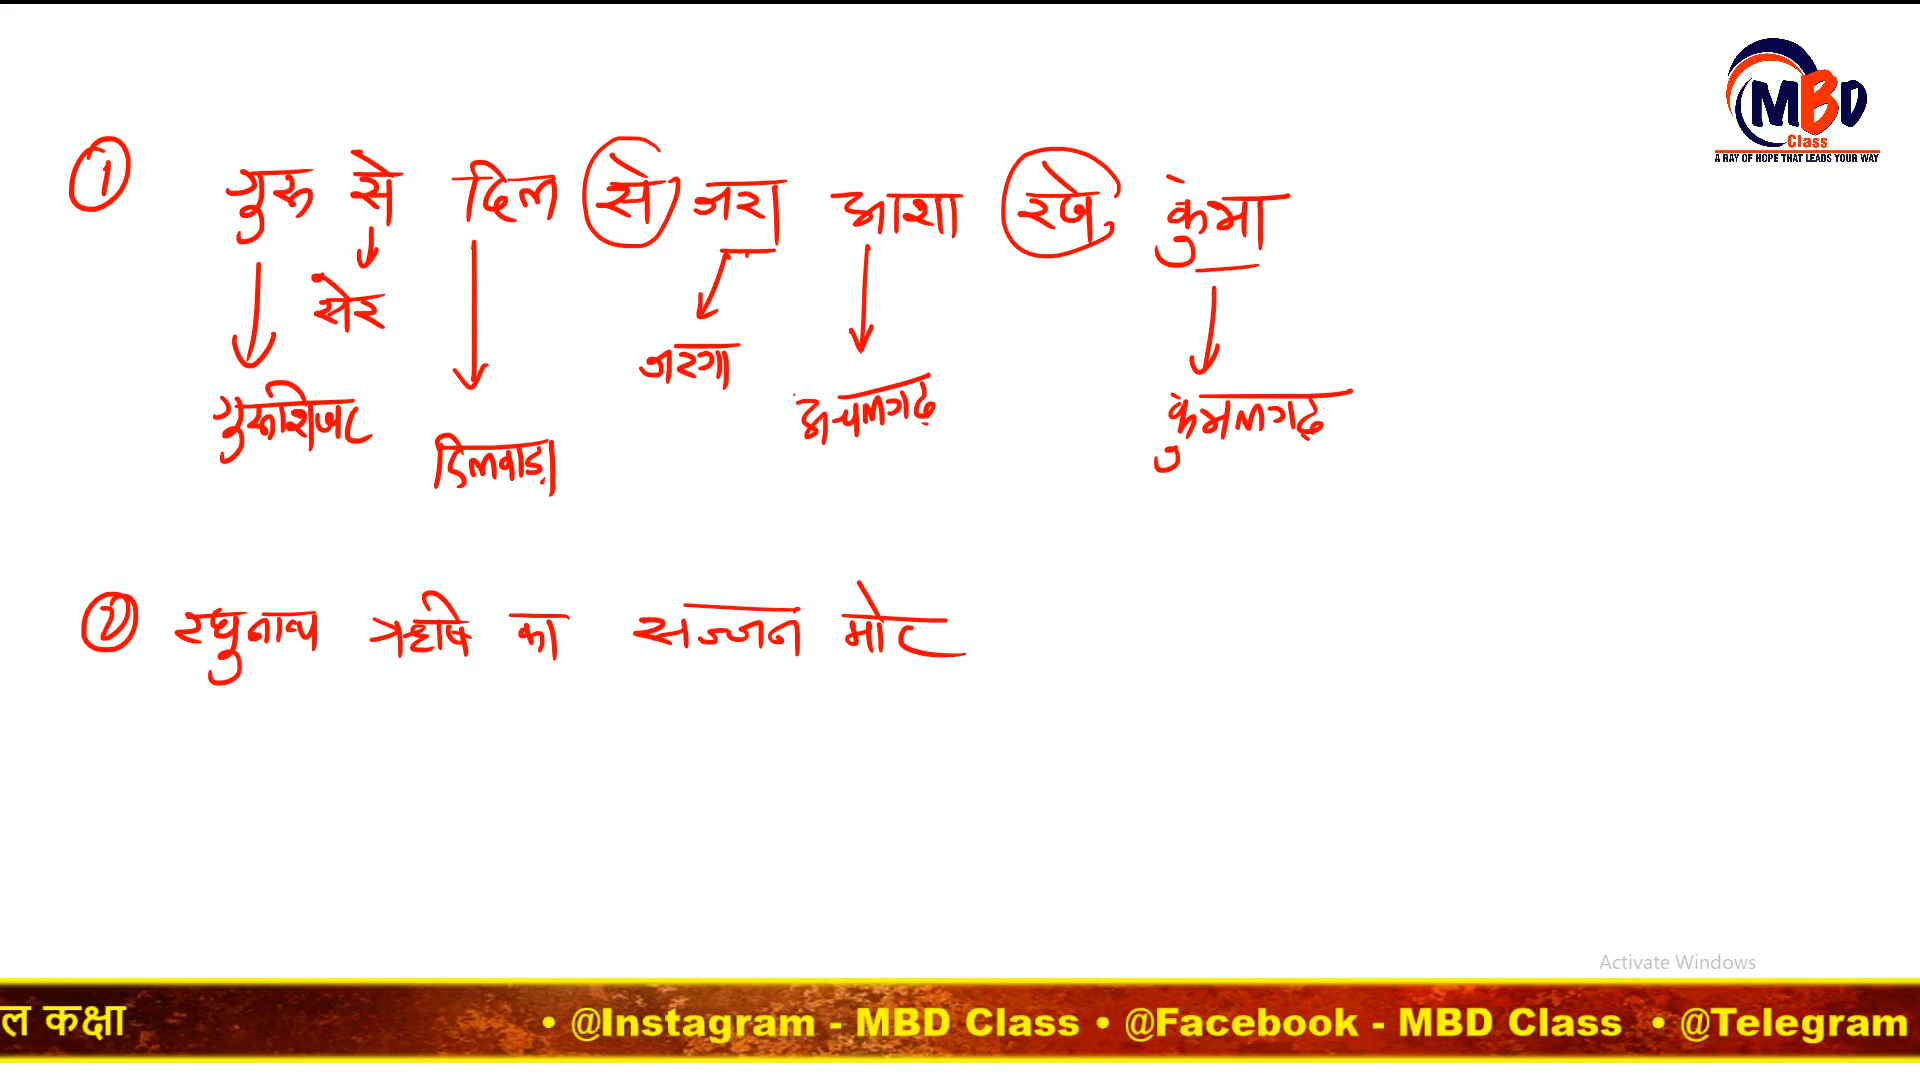 MBD
Class
A RAY OF HOPE THAT LEADS YOUR WAY
① गुरु से दिल से, जरा आशा रखे, कुंभा
सेर
जरगा
गुरुशिखर दिलवाड़ा अचलगढ़ कुंभलगढ़
② रघुनाथ ऋषि का सज्जन मोर
Activate Windows
ल कक्षा • @Instagram - MBD Class • @Facebook - MBD Class • @Telegram